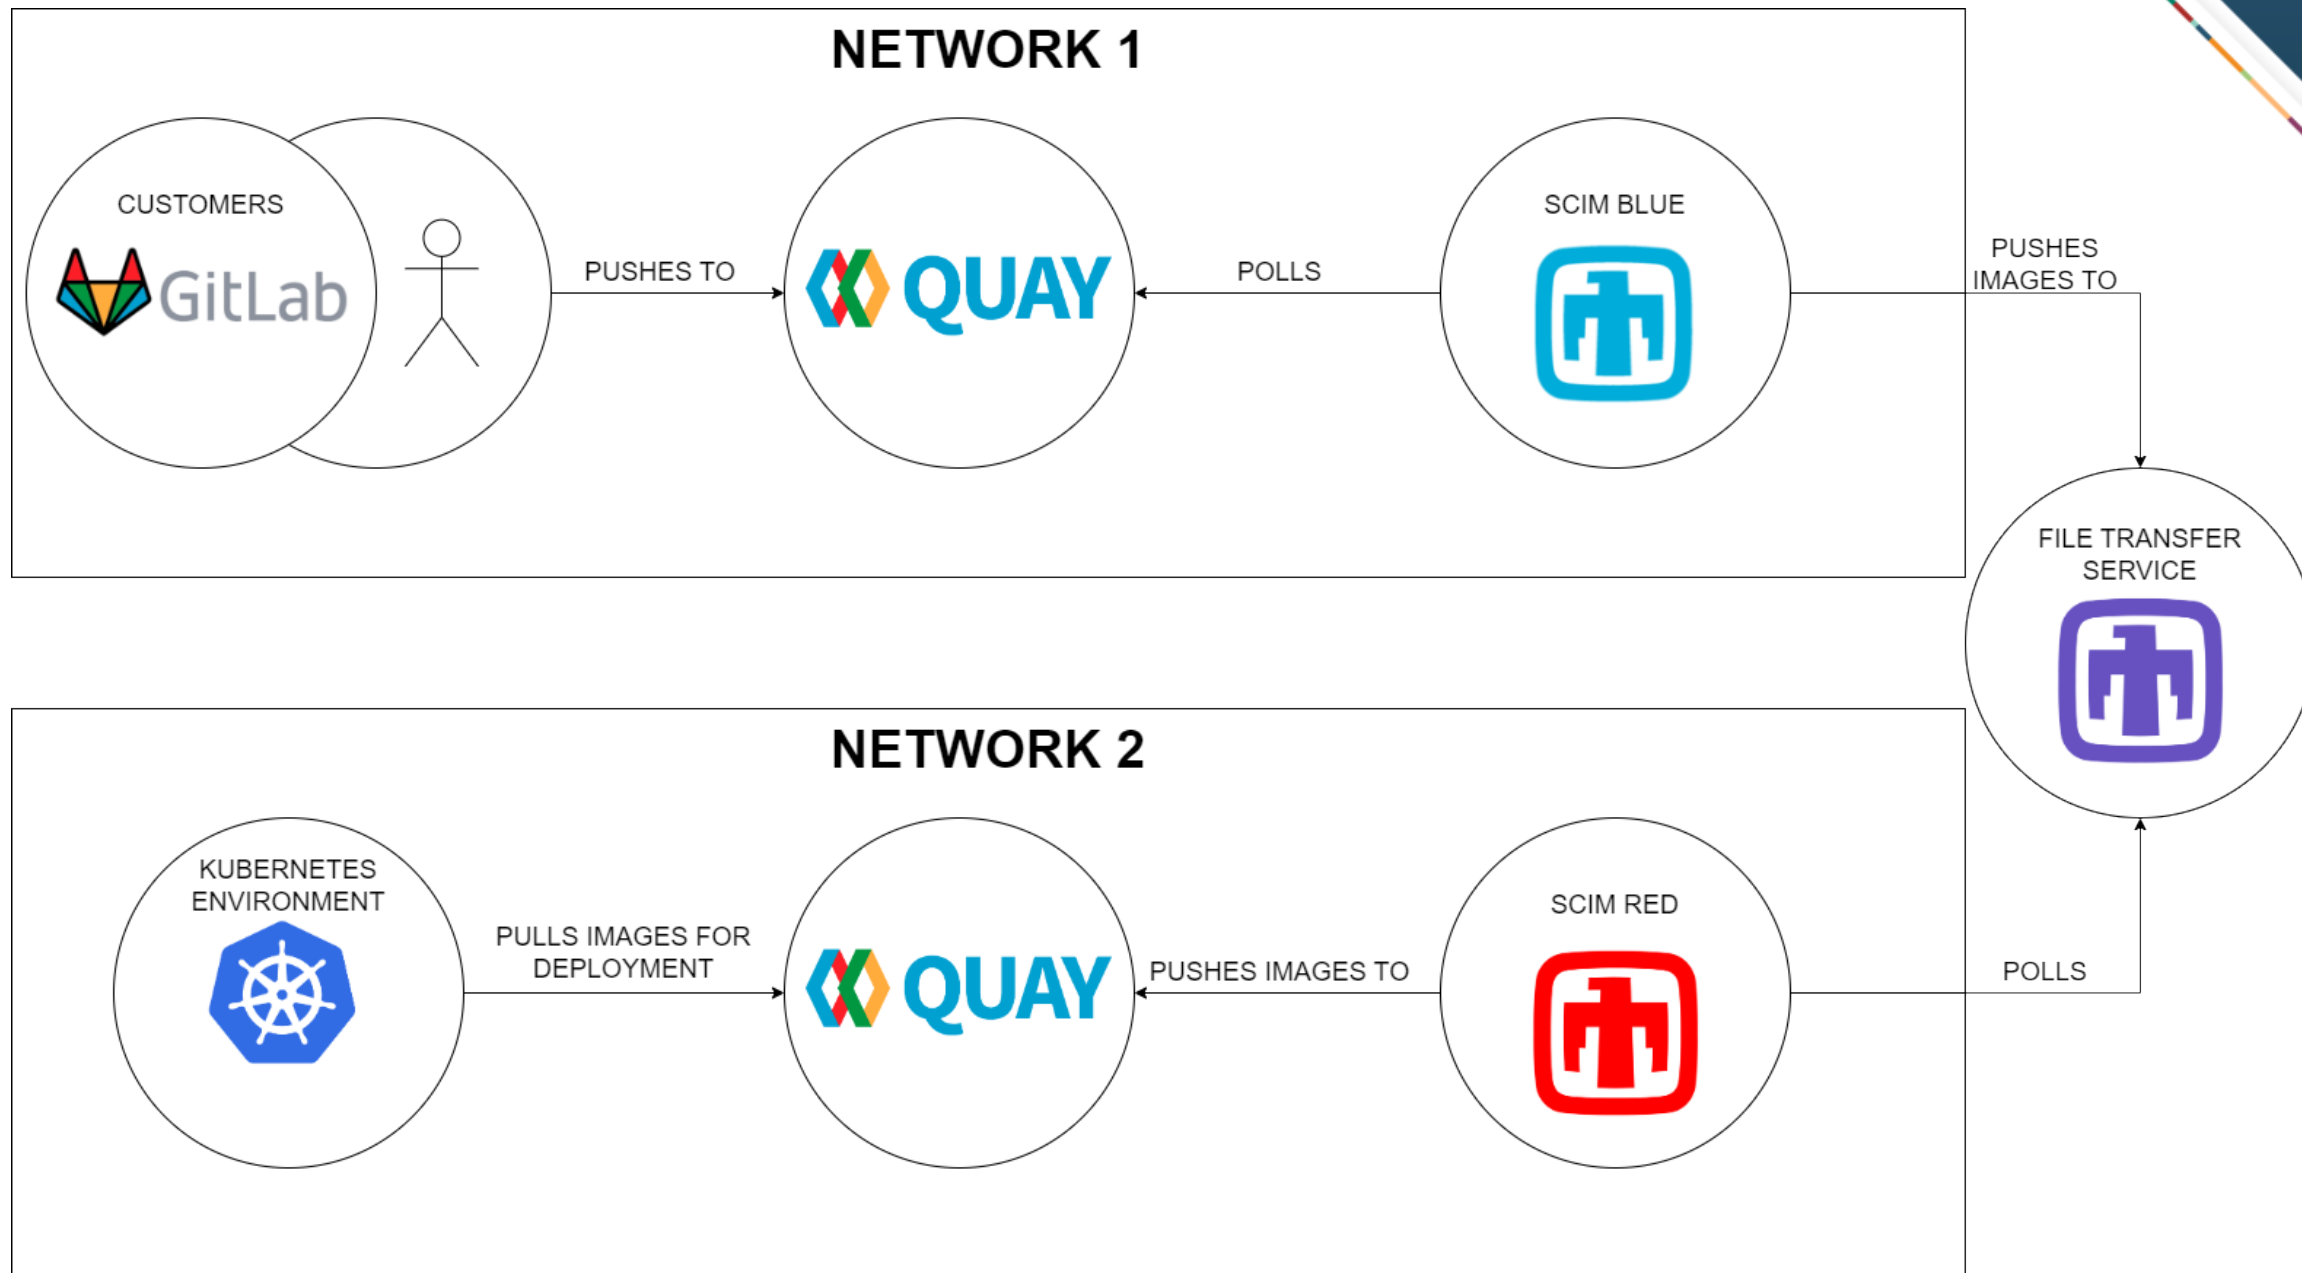 NETWORK 1
CUSTOMERS
GitLab
PUSHES TO
QUAY
POLLS
SCIM BLUE
PUSHES
IMAGES TO
FILE TRANSFER
SERVICE
NETWORK 2
KUBERNETES
ENVIRONMENT
PULLS IMAGES FOR
DEPLOYMENT
QUAY
PUSHES IMAGES TO
SCIM RED
POLLS